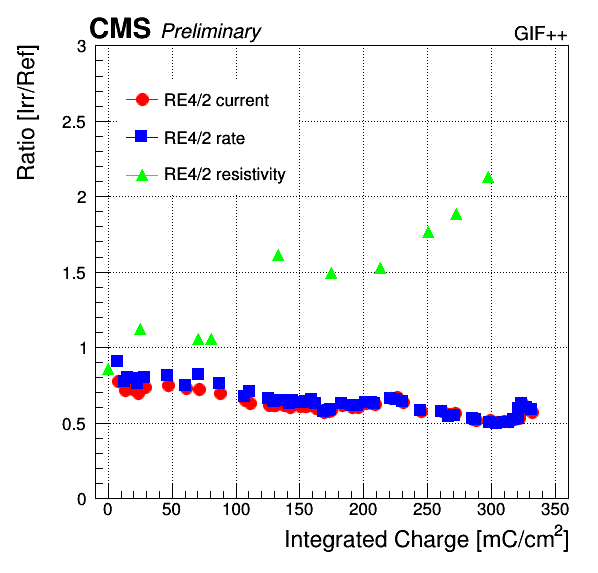 CMS Preliminary GIF++
Ratio [Irr/Ref]
3
2.5
2
1.5
1
0.5
0
RE4/2 current
RE4/2 rate
RE4/2 resistivity
0 50 100 150 200 250 300 350
Integrated Charge [mC/cm²]